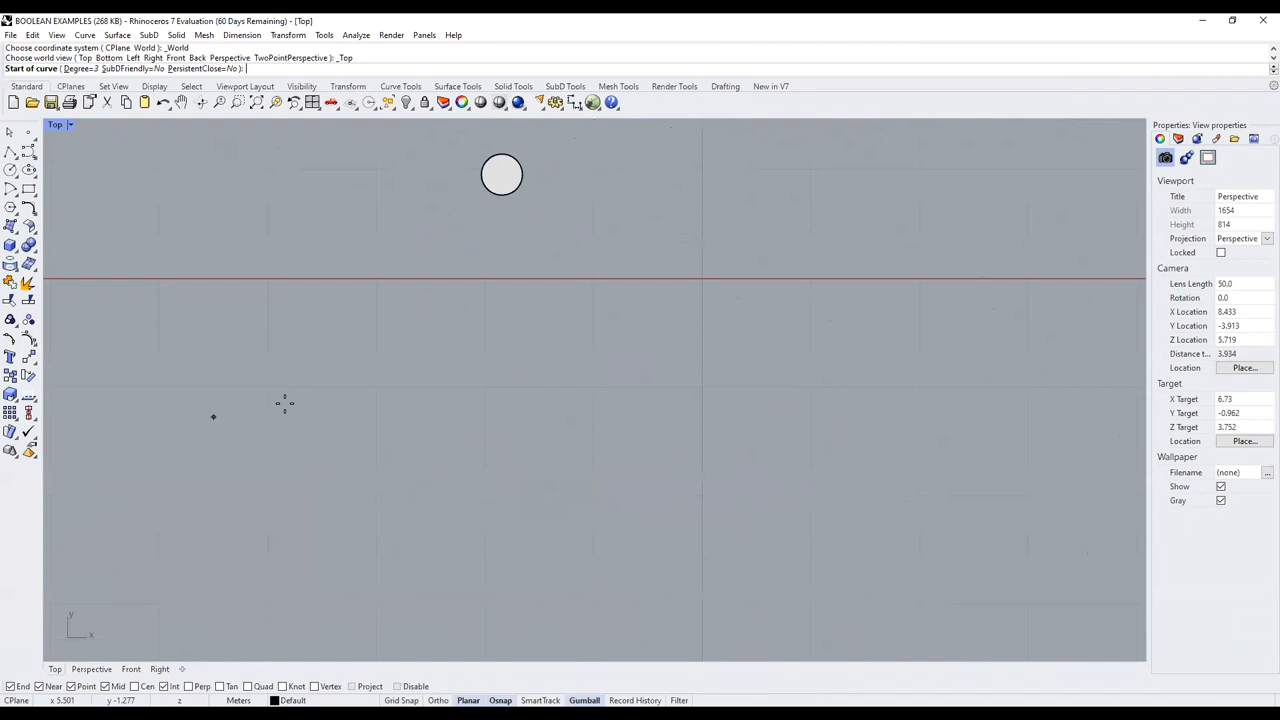 BOOLEAN EXAMPLES (268 KB) - Rhinoceros 7 Evaluation (60 Days Remaining) - [Top]
File Edit View Curve Surface SubD Solid Mesh Dimension Transform Tools Analyze Render Panels Help
Choose coordinate system ( CPlane World ): _World
Choose world view ( Top Bottom Left Right Front Back Perspective TwoPointPerspective ): _Top
Start of curve ( Degree=3 SubDFriendly=No PersistentClose=No ):
Standard CPlanes Set View Display Select Viewport Layout Visibility Transform Curve Tools Surface Tools Solid Tools SubD Tools Mesh Tools Render Tools Drafting New in V7
Top
Properties: View properties
Viewport
Title Perspective
Width 1654
Height 814
Projection Perspective
Locked
Camera
Lens Length 50.0
Rotation 0.0
X Location 8.433
Y Location -3.913
Z Location 5.719
Distance t... 3.934
Location Place...
Target
X Target 6.73
Y Target -0.962
Z Target 3.752
Location Place...
Wallpaper
Filename (none) ...
Show
Gray
y
x
Top Perspective Front Right
End Near Point Mid Cen Int Perp Tan Quad Knot Vertex Project Disable
CPlane x 5.501 y -1.277 z Meters Default Grid Snap Ortho Planar Osnap SmartTrack Gumball Record History Filter